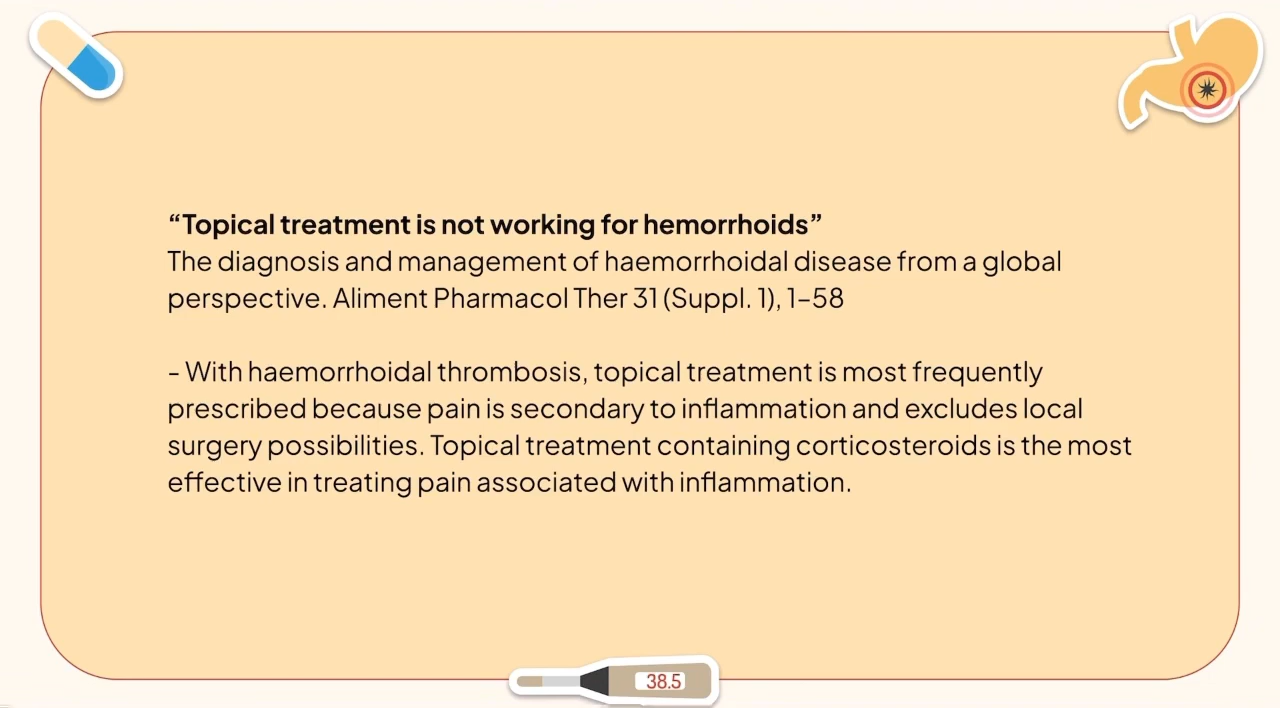 “Topical treatment is not working for hemorrhoids”
The diagnosis and management of haemorrhoidal disease from a global
perspective. Aliment Pharmacol Ther 31 (Suppl. 1), 1–58
– With haemorrhoidal thrombosis, topical treatment is most frequently
prescribed because pain is secondary to inflammation and excludes local
surgery possibilities. Topical treatment containing corticosteroids is the most
effective in treating pain associated with inflammation.
38.5